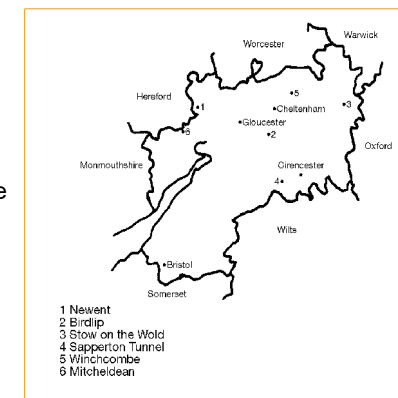 Warwick
Worcester
5
Hereford
1
Cheltenham
3
Gloucester
6
2
Oxford
Monmouthshire
Cirencester
4
Wilts
Bristol
Somerset
1 Newent
2 Birdlip
3 Stow on the Wold
4 Sapperton Tunnel
5 Winchcombe
6 Mitcheldean